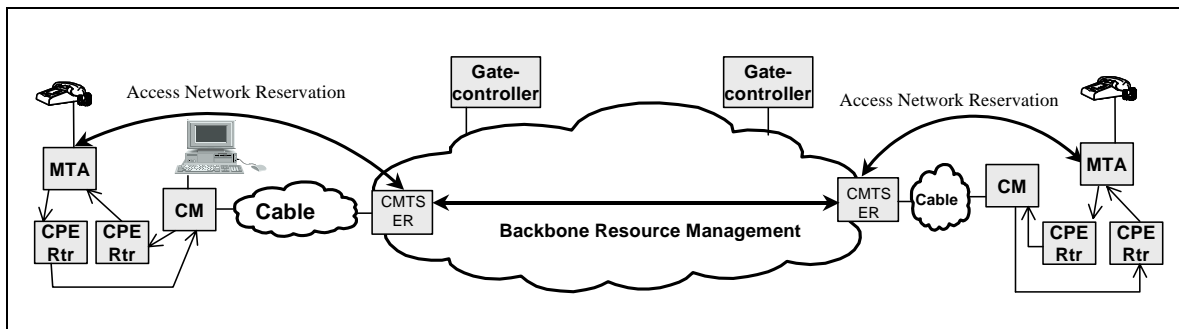 Gate-
controller
Gate-
controller
Access Network Reservation
Access Network Reservation
MTA
MTA
CM
Cable
CMTS
ER
CMTS
ER
Cable
CM
Backbone Resource Management
CPE
Rtr
CPE
Rtr
CPE
Rtr
CPE
Rtr